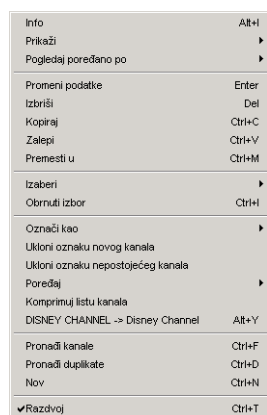 Info Alt+I
Prikaži
Pogledaj poređano po
Promeni podatke Enter
Izbriši Del
Kopiraj Ctrl+C
Zalepi Ctrl+V
Premesti u Ctrl+M
Izaberi
Obrnuti izbor Ctrl+I
Označi kao
Ukloni oznaku novog kanala
Ukloni oznaku nepostojećeg kanala
Poređaj
Komprimuj listu kanala
DISNEY CHANNEL -> Disney Channel Alt+Y
Pronađi kanale Ctrl+F
Pronađi duplikate Ctrl+D
Nov Ctrl+N
Razdvoj Ctrl+T